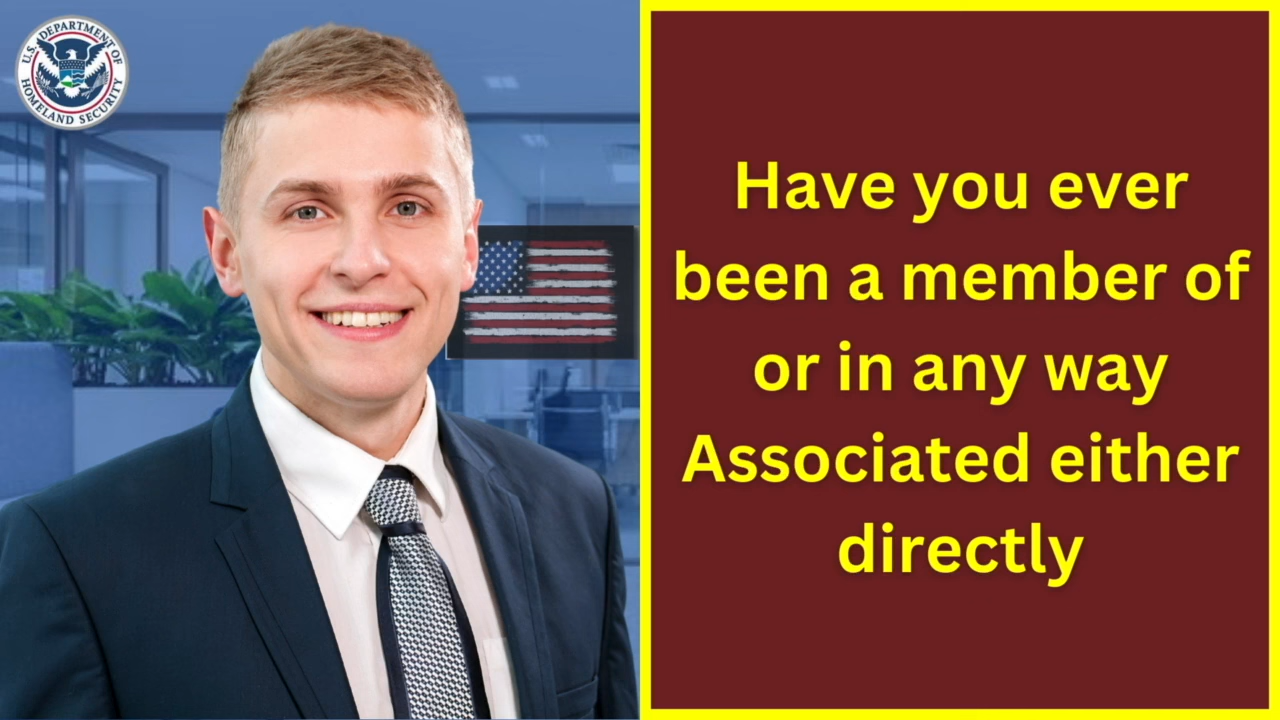 U.S. DEPARTMENT OF
HOMELAND SECURITY
Have you ever
been a member of
or in any way
Associated either
directly